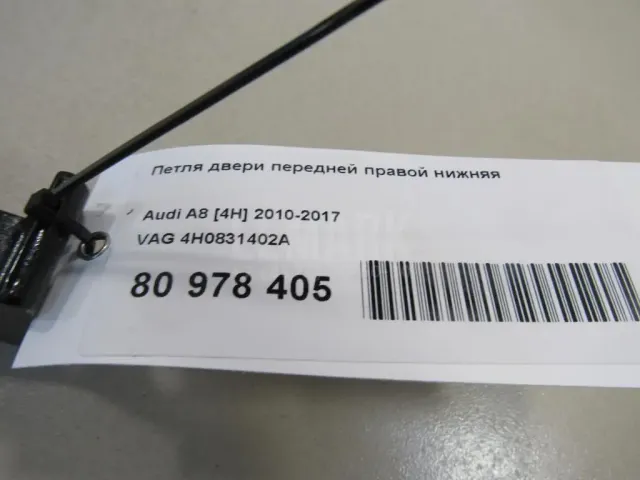 Петля двери передней правой нижняя
Audi A8 [4H] 2010-2017
VAG 4H0831402A
80 978 405